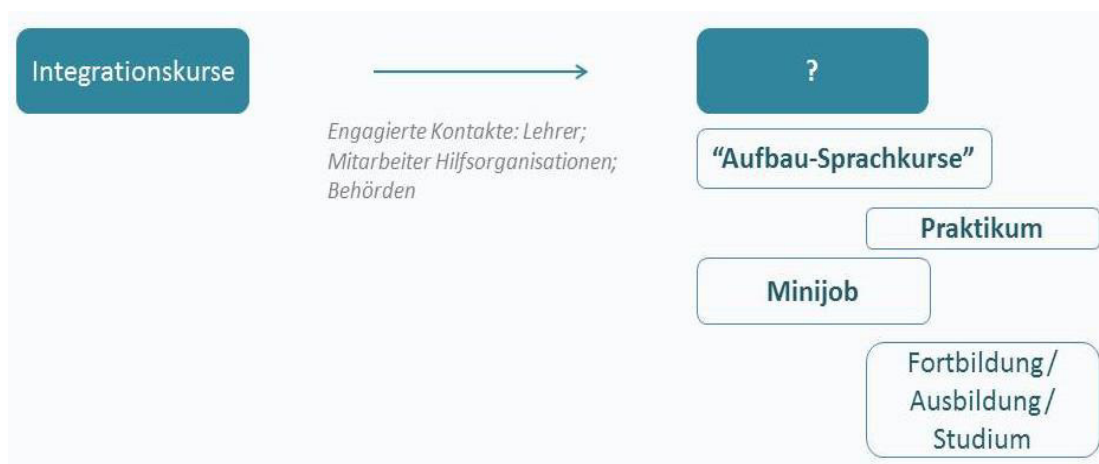 Integrationskurse
?
Engagierte Kontakte: Lehrer;
Mitarbeiter Hilfsorganisationen;
Behörden
“Aufbau-Sprachkurse”
Praktikum
Minijob
Fortbildung/
Ausbildung/
Studium